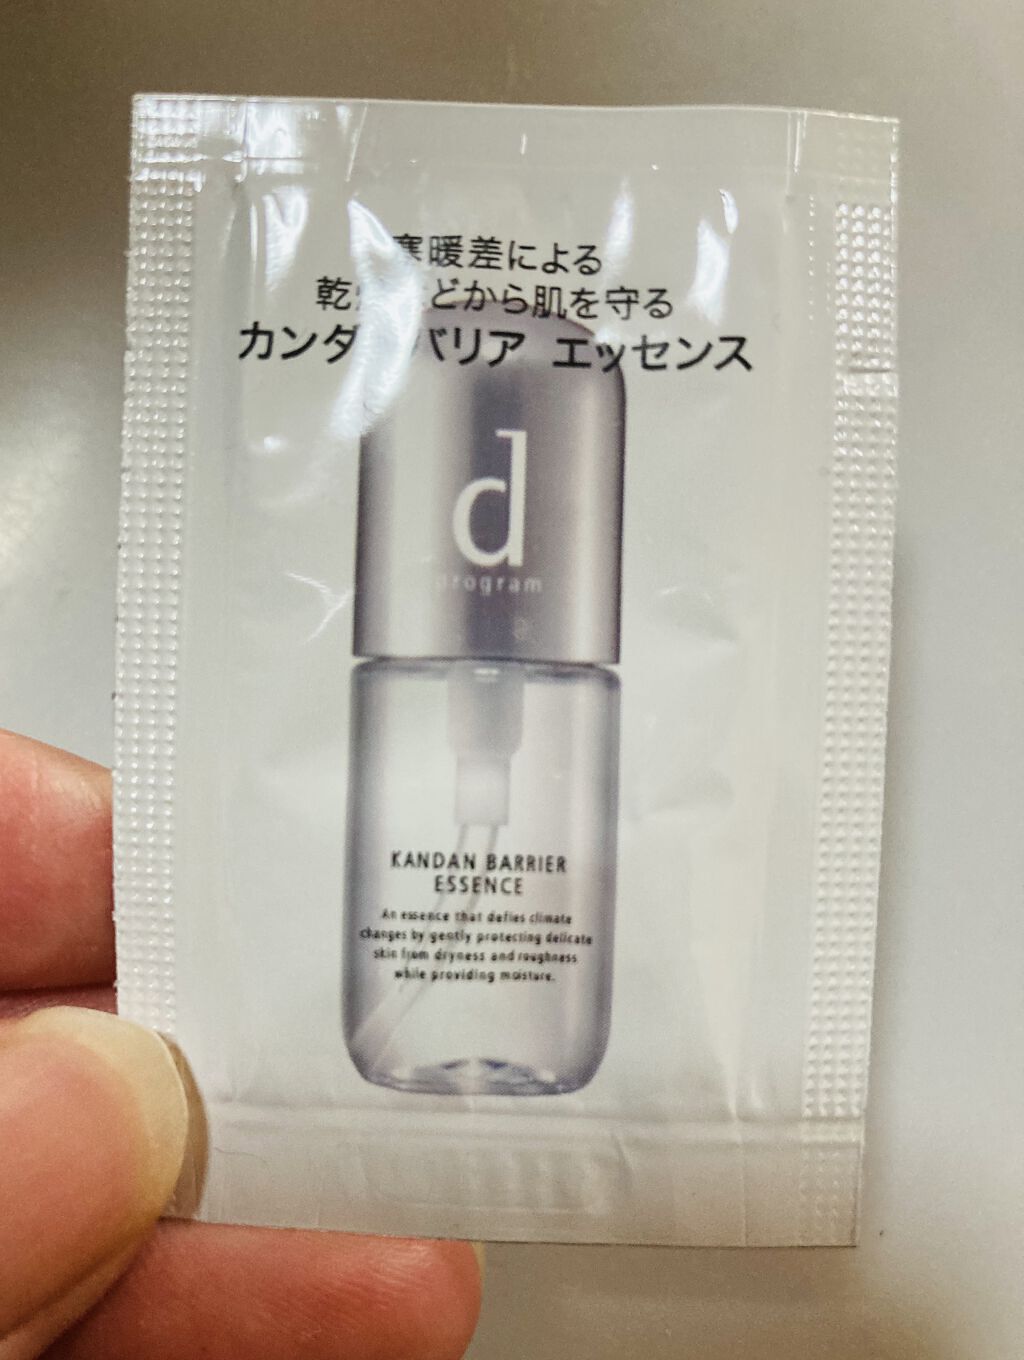 寒暖差による
乾燥などから肌を守る
カンダンバリア エッセンス
d
program
KANDAN BARRIER
ESSENCE
An essence that defies climate
changes by gently protecting delicate
skin from dryness and roughness
while providing moisture.